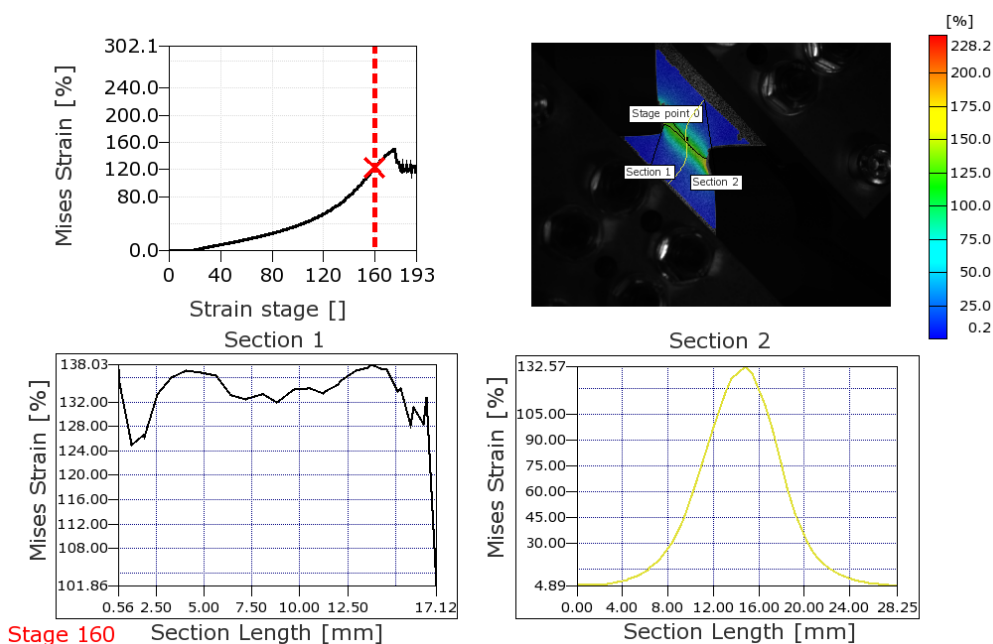 302.1
240.0
200.0
160.0
120.0
80.0
0.0
Mises Strain [%]
0 40 80 120 160 193
Strain stage []
[%]
228.2
200.0
175.0
150.0
125.0
100.0
75.0
50.0
25.0
0.2
Stage point 0
Section 1
Section 2
Section 1
138.03
132.00
128.00
124.00
120.00
116.00
112.00
108.00
101.86
Mises Strain [%]
0.56 2.50 5.00 7.50 10.00 12.50 17.12
Section Length [mm]
Section 2
132.57
105.00
90.00
75.00
60.00
45.00
30.00
4.89
Mises Strain [%]
0.00 4.00 8.00 12.00 16.00 20.00 24.00 28.25
Section Length [mm]
Stage 160